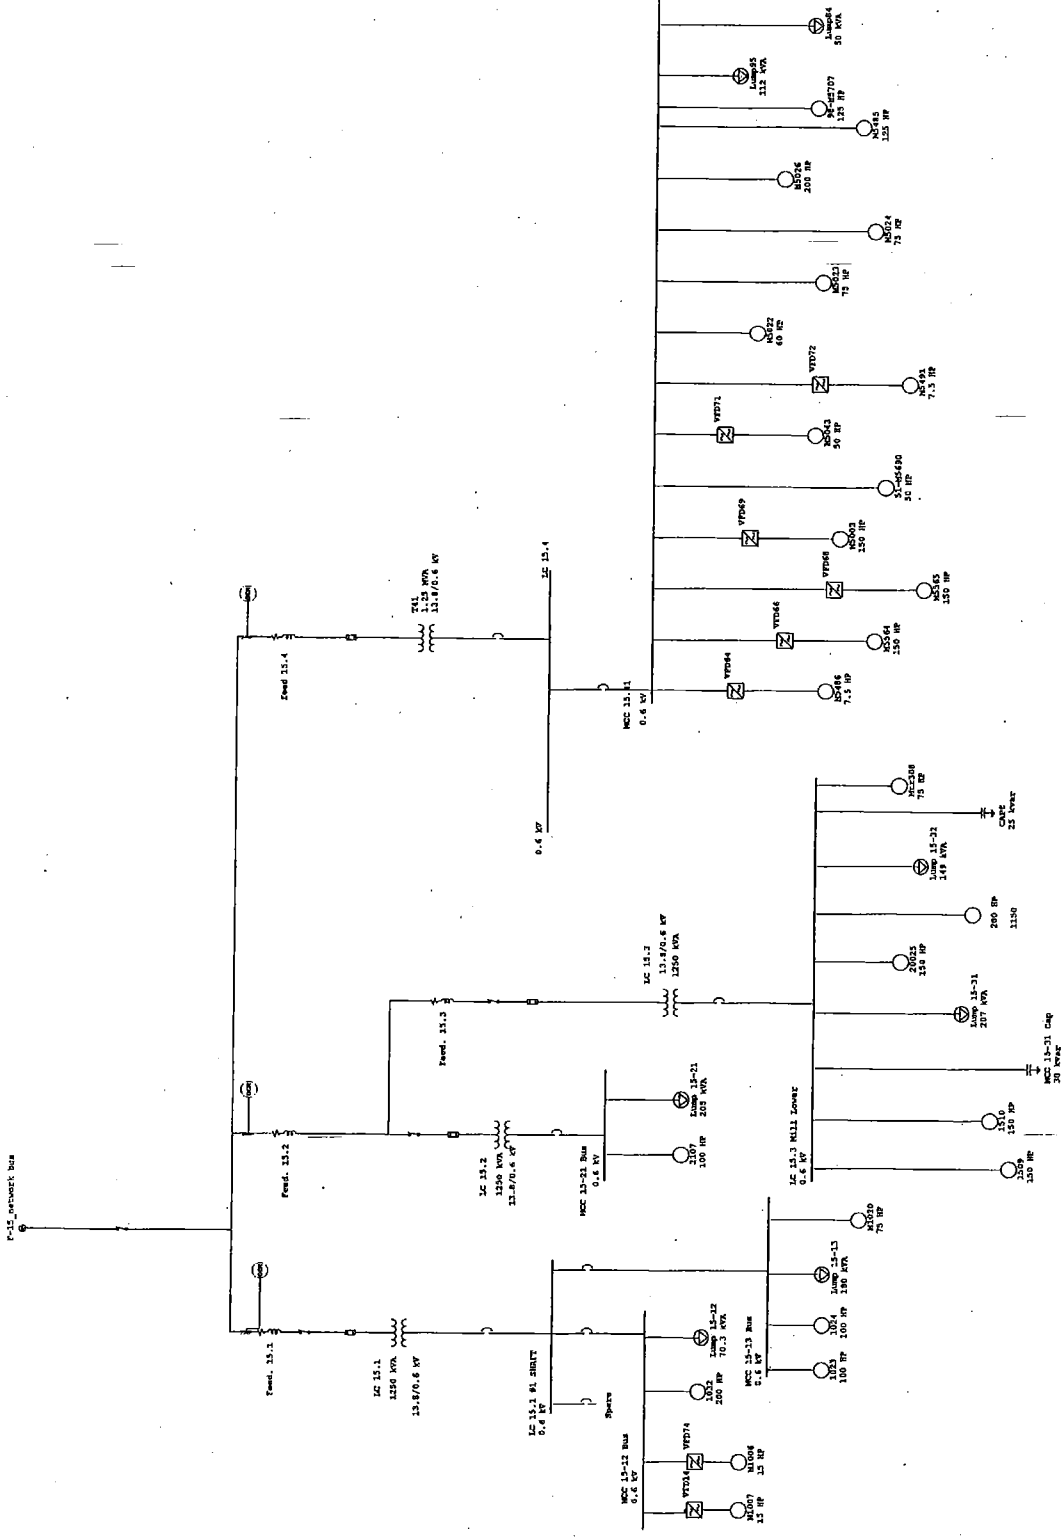 F-15_network bus
Feed. 15.1
LC 15.1
1250 kVA
13.8/0.6 kV
LC 15.1 #1 SHAFT
0.6 kV
Spare
MCC 15-12 Bus
0.6 kV
VFD14
M1007
15 HP
VFD74
M1006
15 HP
1032
200 HP
Lump 15-12
70.3 kVA
MCC 15-13 Bus
0.6 kV
1023
100 HP
1024
100 HP
Lump 15-13
190 kVA
M1020
75 HP
Feed. 15.2
LC 15.2
1250 kVA
13.8/0.6 kV
MCC 15-21 Bus
0.6 kV
2107
100 HP
Lump 15-21
205 kVA
Feed. 15.3
LC 15.3
13.8/0.6 kV
1250 kVA
LC 15.3 Mill Lower
0.6 kV
1509
150 HP
1510
150 HP
MCC 15-31 Cap
30 kvar
Lump 15-31
207 kVA
20025
150 HP
200 HP
1150
Lump 15-32
149 kVA
CAP6
25 kvar
Mtr308
75 HP
Feed 15.4
T41
1.25 MVA
13.8/0.6 kV
LC 15.4
0.6 kV
MCC 15.41
0.6 kV
VFD64
M5486
7.5 HP
VFD66
M5564
150 HP
VFD68
M5565
150 HP
VFD69
M5003
150 HP
51-M5690
50 HP
VFD71
M5043
50 HP
VFD72
M5491
7.5 HP
M5022
60 HP
M5023
75 HP
M5024
75 HP
M5026
200 HP
M5485
125 HP
96-M5707
125 HP
Lump95
112 kVA
Lump84
50 kVA